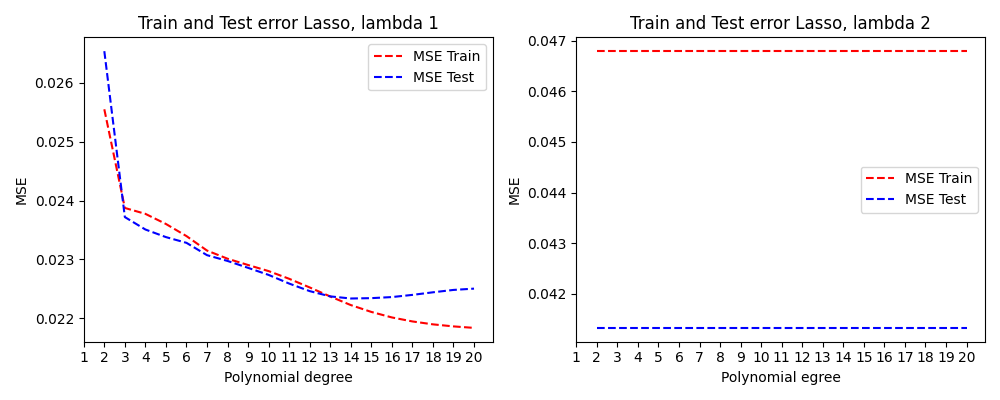 Train and Test error Lasso, lambda 1
MSE
0.026
0.025
0.024
0.023
0.022
MSE Train
MSE Test
1 2 3 4 5 6 7 8 9 10 11 12 13 14 15 16 17 18 19 20
Polynomial degree
Train and Test error Lasso, lambda 2
MSE
0.047
0.046
0.045
0.044
0.043
0.042
MSE Train
MSE Test
1 2 3 4 5 6 7 8 9 10 11 12 13 14 15 16 17 18 19 20
Polynomial egree